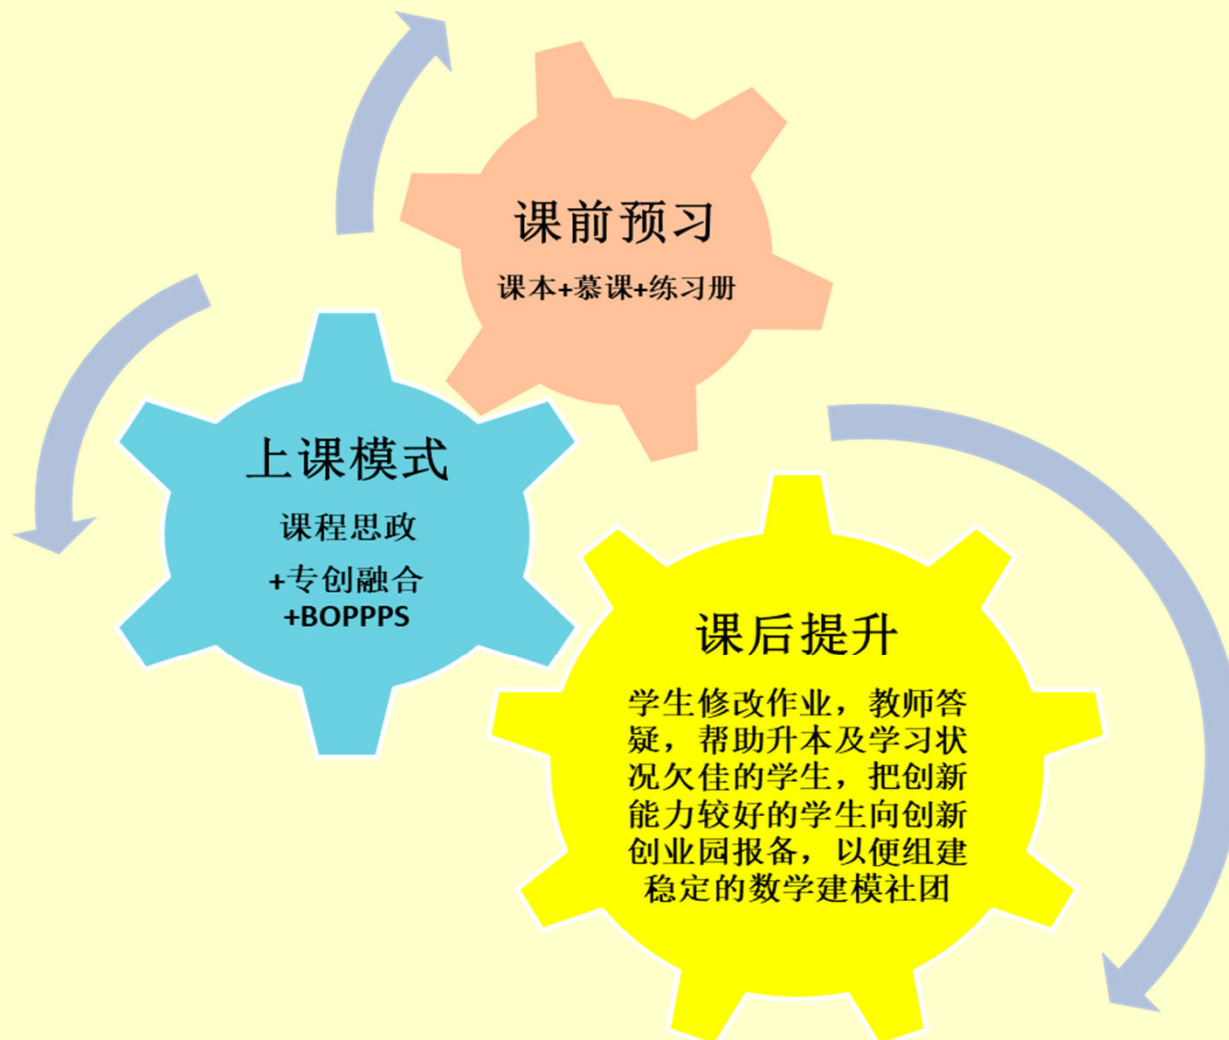 课前预习
课本+慕课+练习册
上课模式
课程思政
+专创融合
+BOPPPS
课后提升
学生修改作业，教师答
疑，帮助升本及学习状
况欠佳的学生，把创新
能力较好的学生向创新
创业园报备，以便组建
稳定的数学建模社团